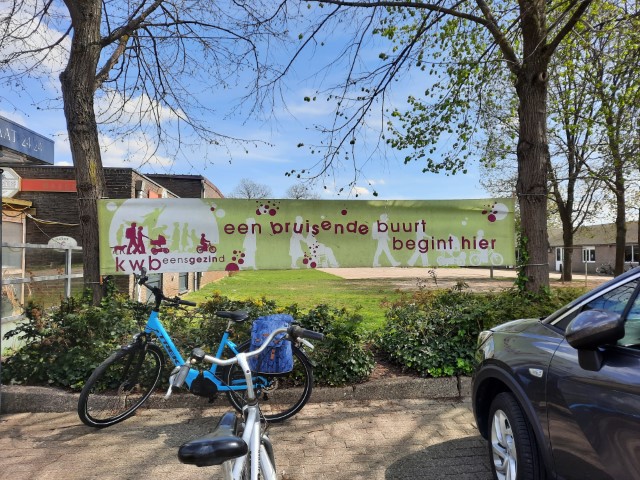 een bruisende buurt
begint hier
kwb eensgezind